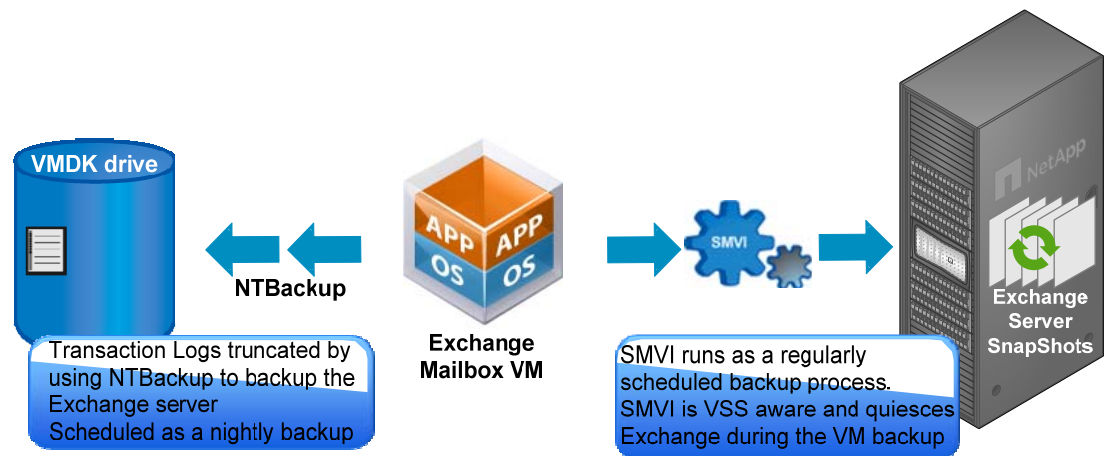 VMDK drive
NTBackup
APP
APP
OS
OS
Exchange
Mailbox VM
SMVI
NetApp
Exchange
Server
SnapShots
Transaction Logs truncated by
using NTBackup to backup the
Exchange server
Scheduled as a nightly backup
SMVI runs as a regularly
scheduled backup process.
SMVI is VSS aware and quiesces
Exchange during the VM backup